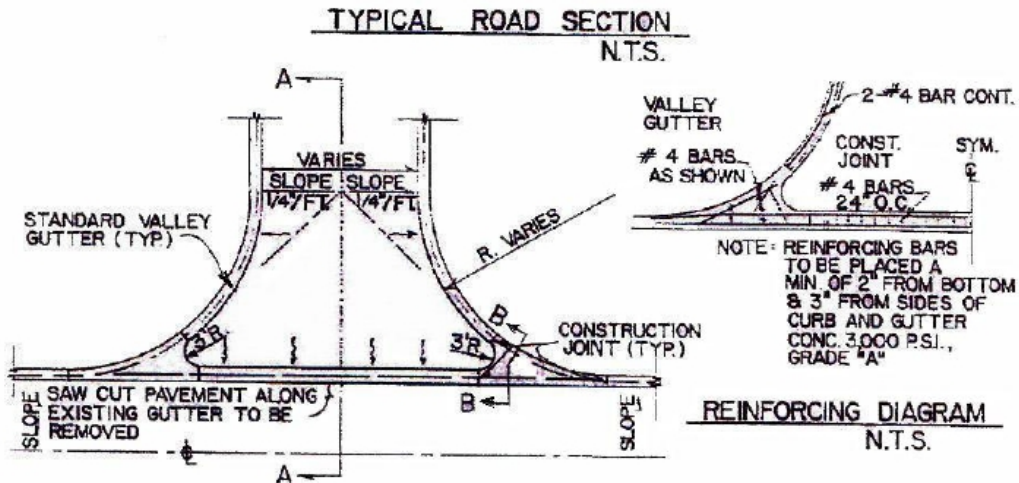 TYPICAL ROAD SECTION
N.T.S.
A
VARIES
SLOPE SLOPE
1/4"/FT. 1/4"/FT.
STANDARD VALLEY
GUTTER (TYP.)
R. VARIES
3'R.
3'R.
B
CONSTRUCTION
JOINT (TYP.)
B
SLOPE
SAW CUT PAVEMENT ALONG
EXISTING GUTTER TO BE
REMOVED
SLOPE
℄
A
VALLEY
GUTTER
2-#4 BAR CONT.
# 4 BARS
AS SHOWN
CONST.
JOINT
SYM.
℄
# 4 BARS
24" O.C.
NOTE: REINFORCING BARS
TO BE PLACED A
MIN. OF 2" FROM BOTTOM
& 3" FROM SIDES OF
CURB AND GUTTER
CONC. 3,000 P.S.I.,
GRADE "A"
REINFORCING DIAGRAM
N.T.S.